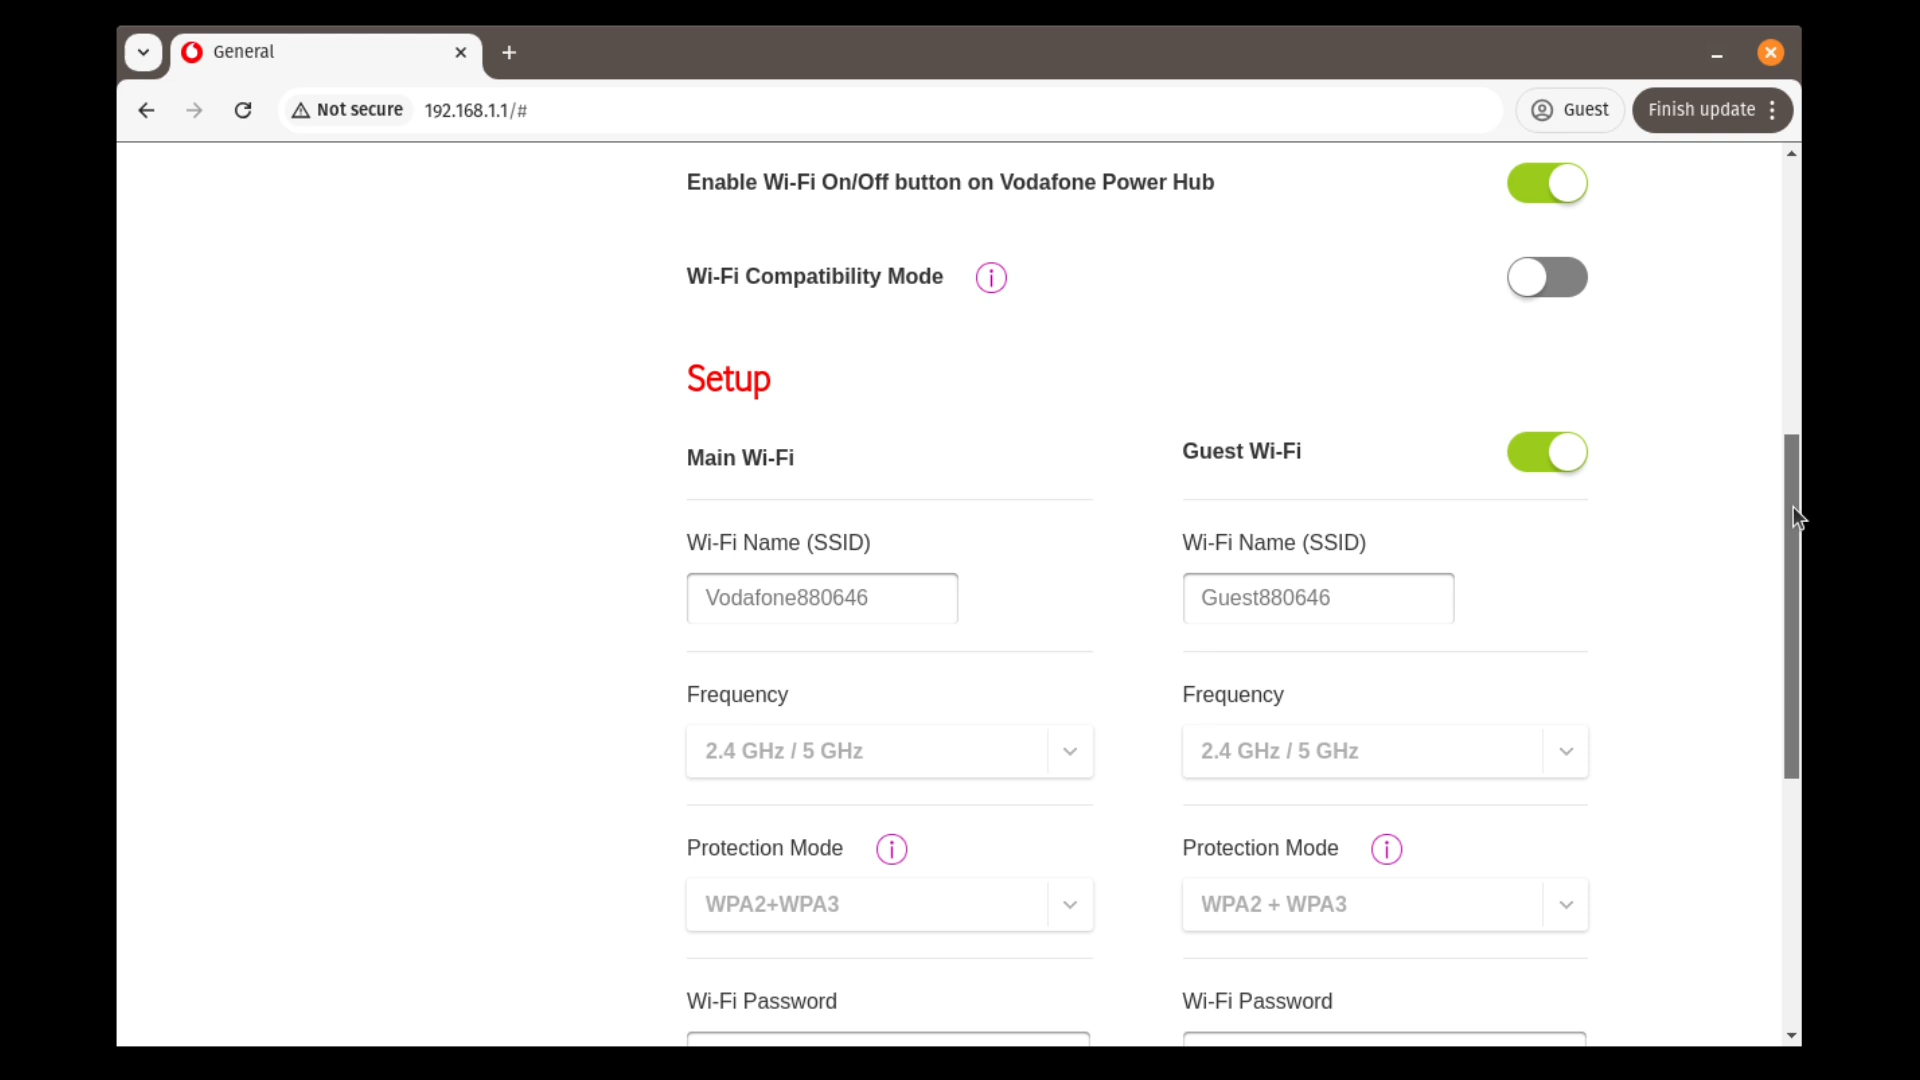 General
Not secure 192.168.1.1/# Guest Finish update
Enable Wi-Fi On/Off button on Vodafone Power Hub
Wi-Fi Compatibility Mode
Setup
Main Wi-Fi
Guest Wi-Fi
Wi-Fi Name (SSID)
Wi-Fi Name (SSID)
Vodafone880646
Guest880646
Frequency
Frequency
2.4 GHz / 5 GHz
2.4 GHz / 5 GHz
Protection Mode
Protection Mode
WPA2+WPA3
WPA2 + WPA3
Wi-Fi Password
Wi-Fi Password